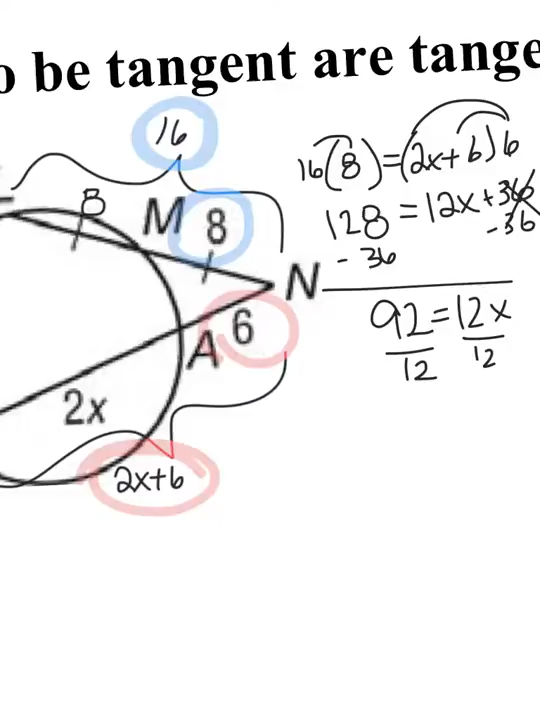 o be tangent are tange
16
16(8)=(2x+6)6
8 M 8
128=12x+36
-36 -36
N
6
A
92=12x
12 12
2x
2x+6